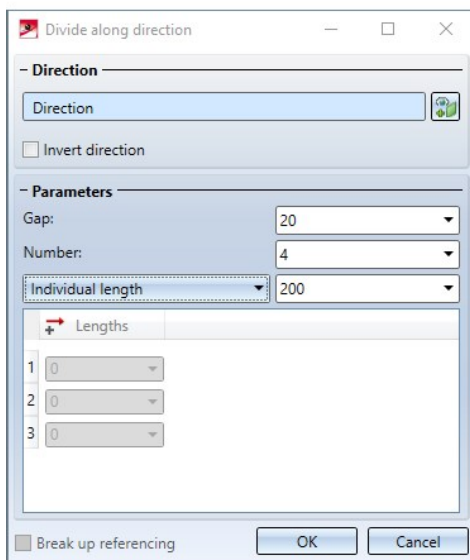 Divide along direction
Direction
Direction
Invert direction
Parameters
Gap: 20
Number: 4
Individual length 200
Lengths
1 0
2 0
3 0
Break up referencing OK Cancel